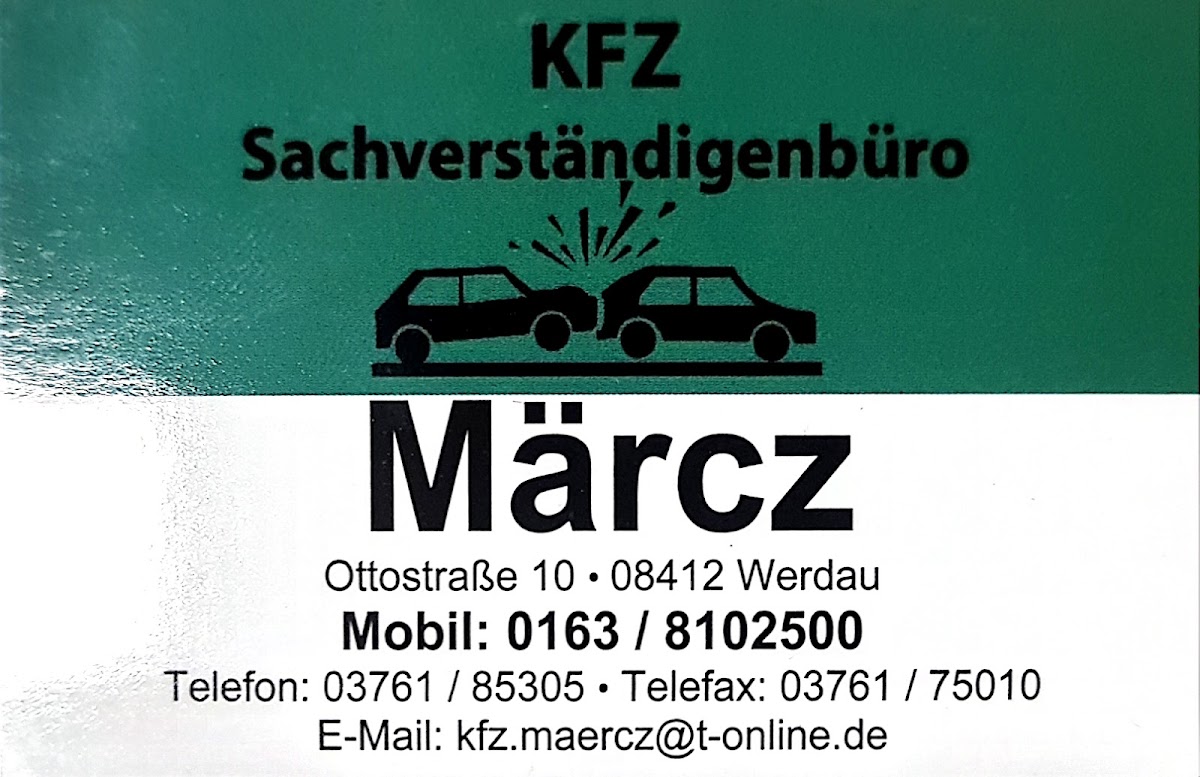 KFZ
Sachverständigenbüro
Märcz
Ottostraße 10 • 08412 Werdau
Mobil: 0163 / 8102500
Telefon: 03761 / 85305 • Telefax: 03761 / 75010
E-Mail: kfz.maercz@t-online.de